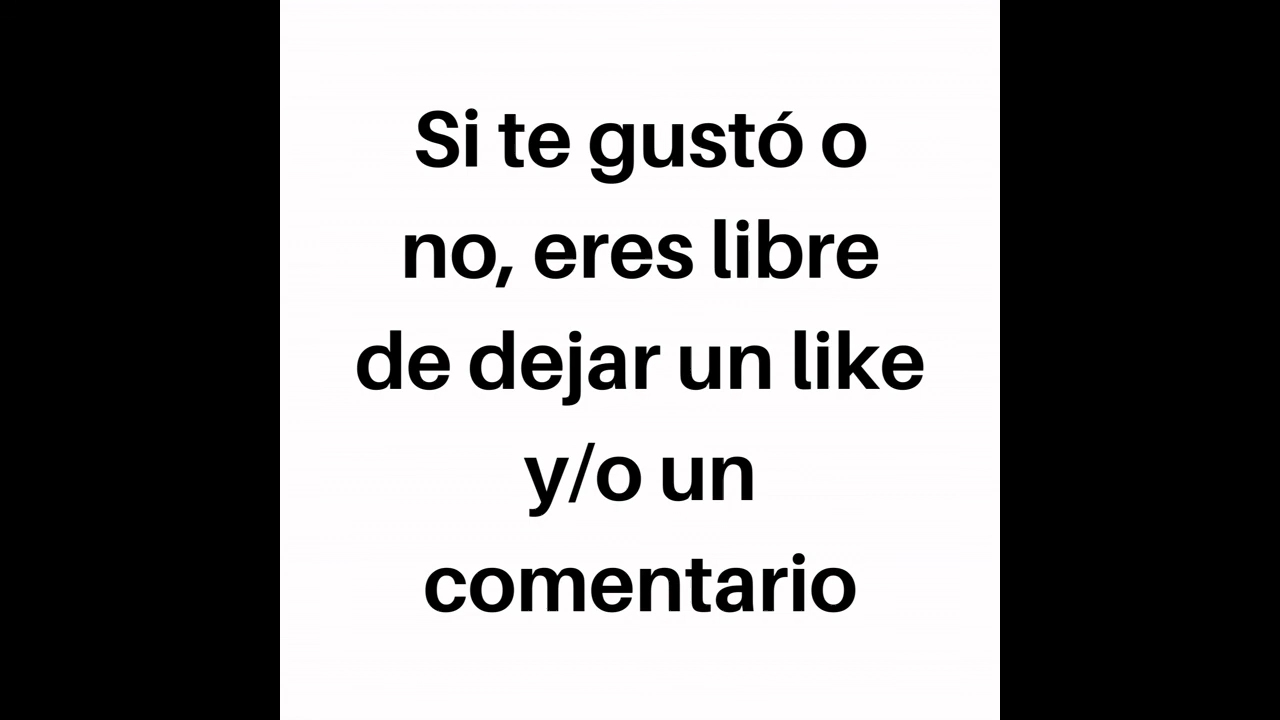 Si te gustó o
no, eres libre
de dejar un like
y/o un
comentario